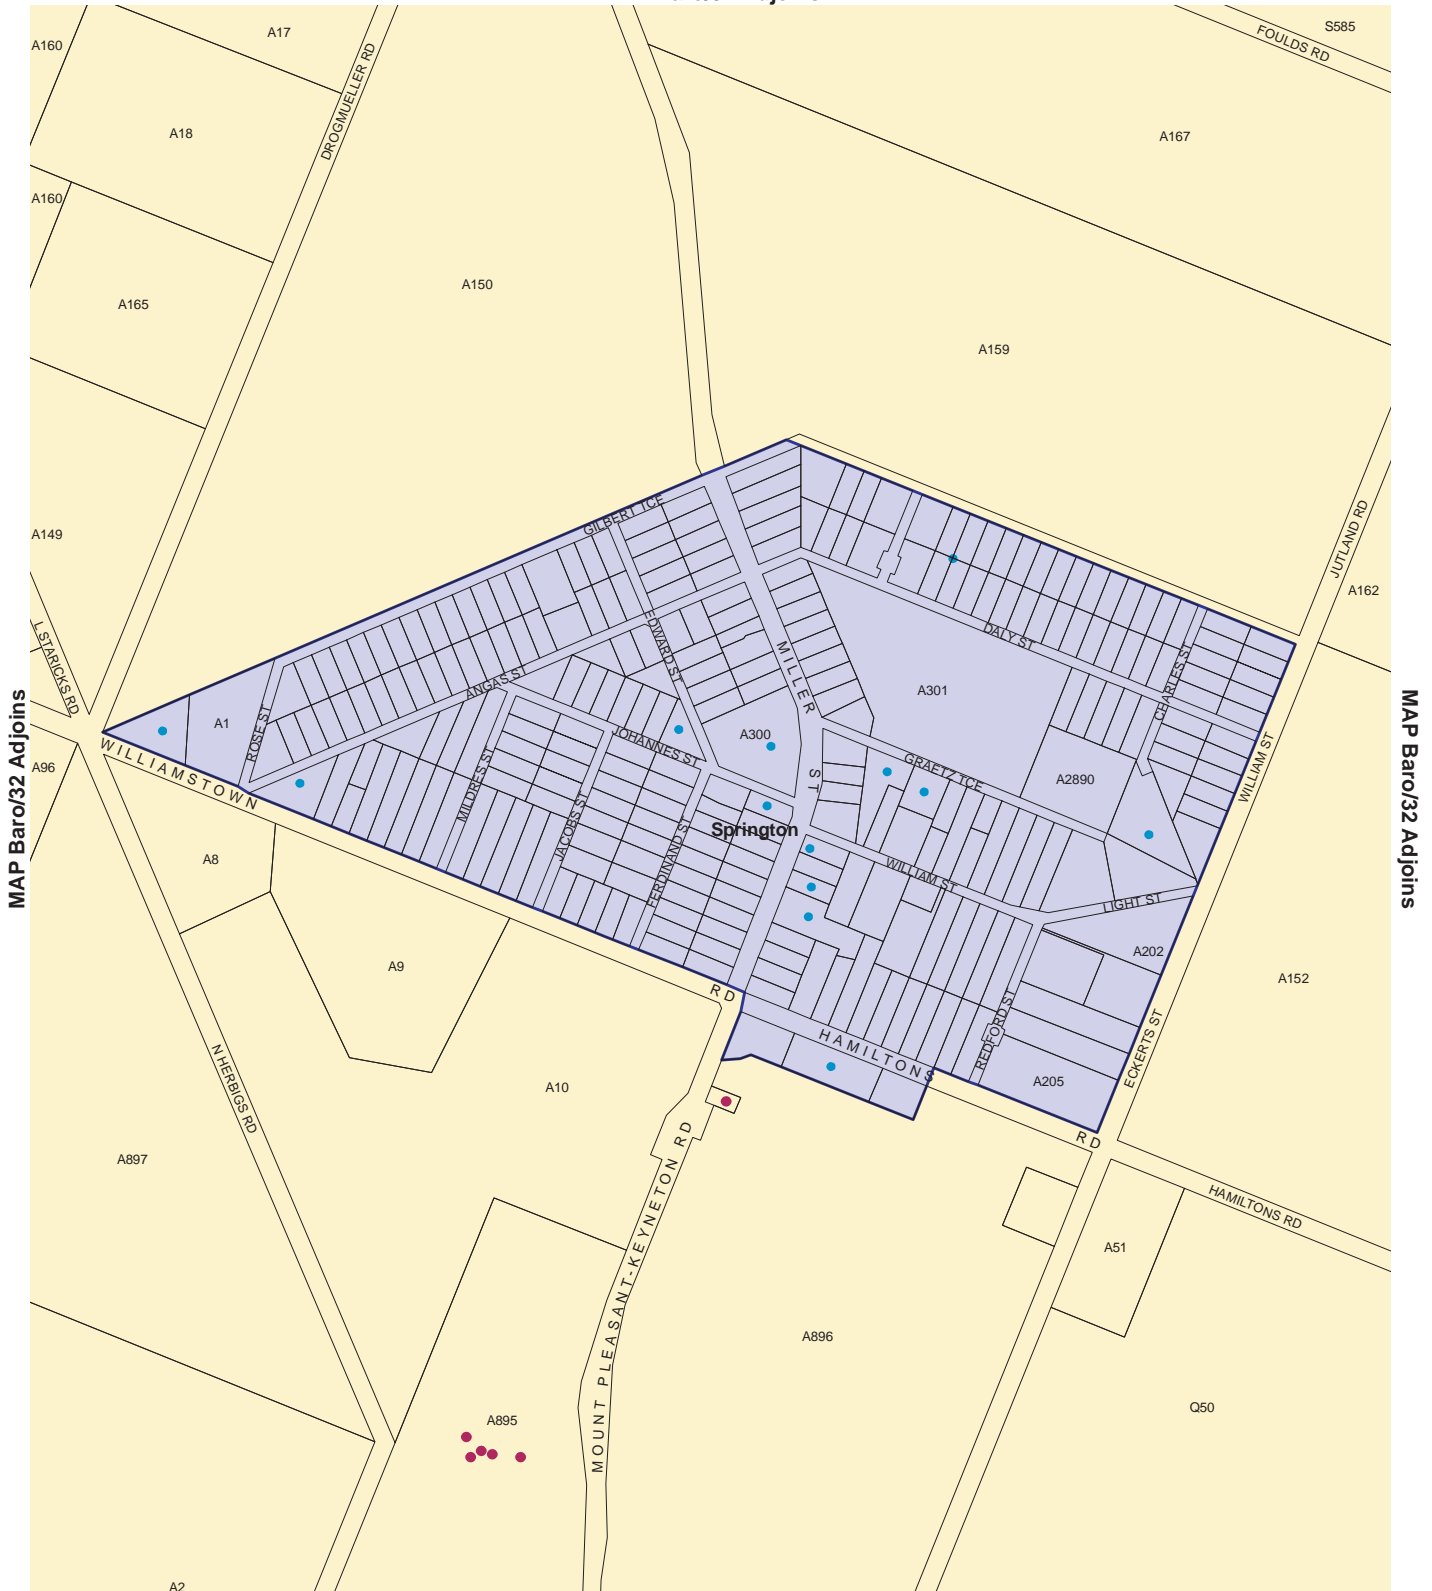 S585
A17
FOULDS RD
A160
DROGMUELLER RD
A18
A167
A160
A150
A165
A159
JUTLAND RD
GILBERT TCE
A149
A162
L STARICKS RD
EDWARD ST
DALY ST
MILLER
CHARLES ST
ANGAS ST
A301
MAP Baro/32 Adjoins
MAP Baro/32 Adjoins
A1
ROSE ST
JOHANNES ST
A300
WILLIAMSTOWN
A96
MILDRES ST
ST
GRAETZ TCE
A2890
WILLIAM ST
JACOBS ST
Springton
FERDINAND ST
A8
WILLIAM ST
LIGHT ST
A202
A9
A152
RD
HAMILTONS
REDFORD ST
ECKERTS ST
A205
N HERBIGS RD
A10
RD
A897
MOUNT PLEASANT-KEYNETON RD
HAMILTONS RD
A51
A896
Q50
A895
A2